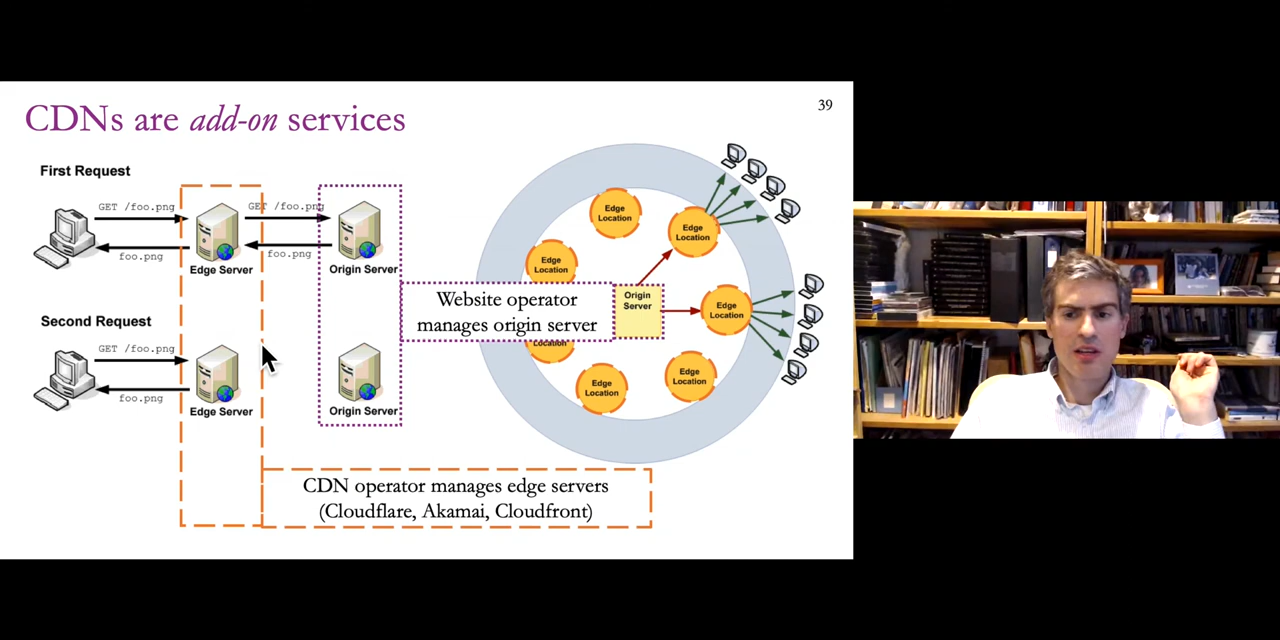 CDNs are add-on services
39
First Request
GET /foo.png
GET /foo.png
foo.png
foo.png
Edge Server
Origin Server
Second Request
GET /foo.png
foo.png
Edge Server
Origin Server
Edge
Location
Edge
Location
Edge
Location
Edge
Location
Location
Edge
Location
Edge
Location
Origin
Server
Website operator
manages origin server
CDN operator manages edge servers
(Cloudflare, Akamai, Cloudfront)